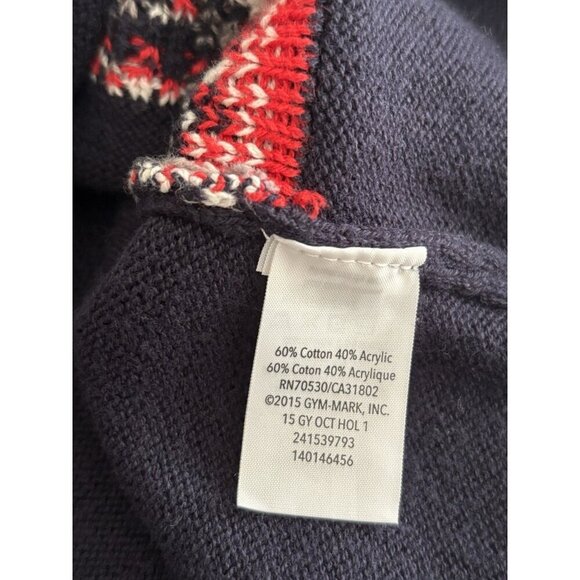 60% Cotton 40% Acrylic
60% Coton 40% Acrylique
RN70530/CA31802
©2015 GYM-MARK, INC.
15 GY OCT HOL 1
241539793
140146456